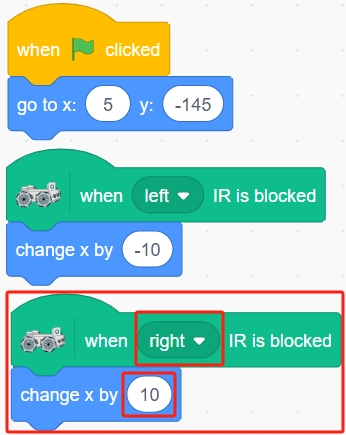 when clicked
go to x: 5 y: -145
when left IR is blocked
change x by -10
when right IR is blocked
change x by 10